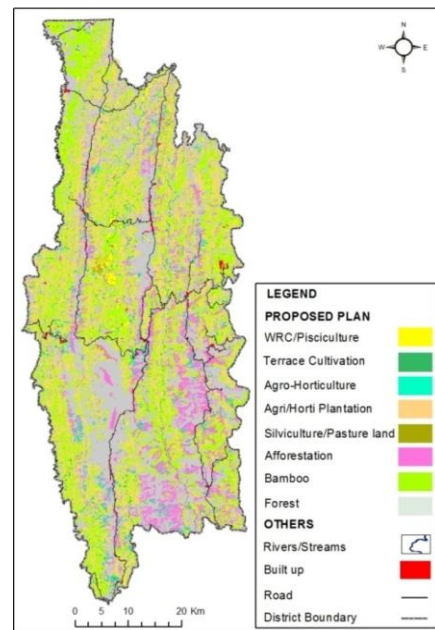 N
W E
S
LEGEND
PROPOSED PLAN
WRC/Pisciculture
Terrace Cultivation
Agro-Horticulture
Agri/Horti Plantation
Silviculture/Pasture land
Afforestation
Bamboo
Forest
OTHERS
Rivers/Streams
Built up
Road
District Boundary
0 5 10 20 Km